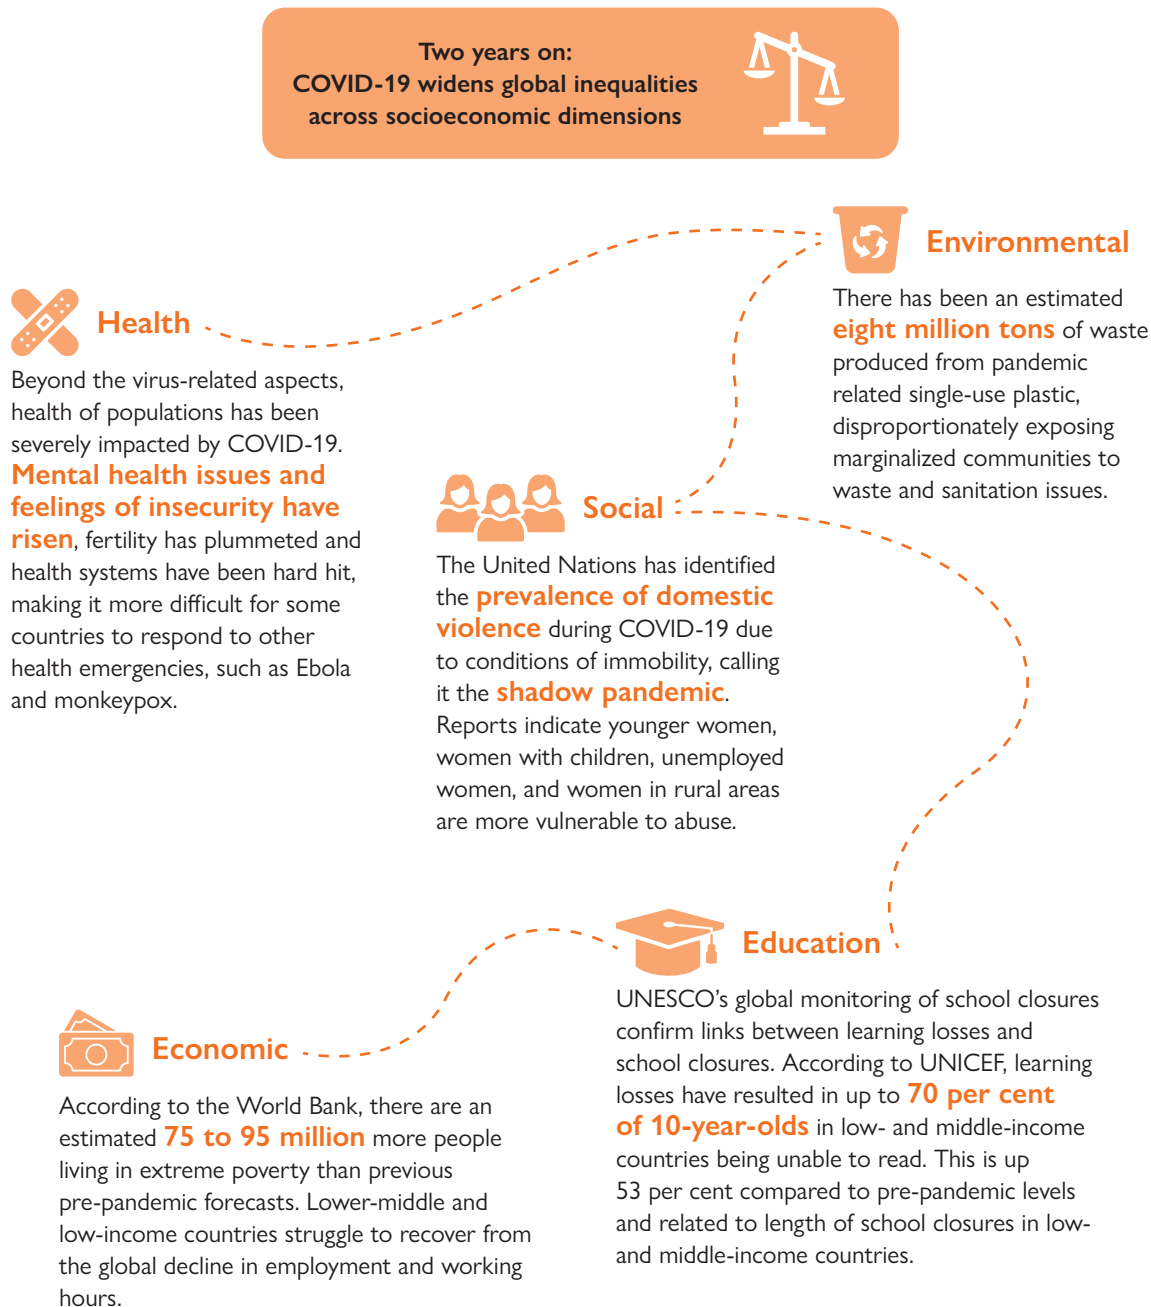 Two years on:
COVID-19 widens global inequalities
across socioeconomic dimensions
Environmental
There has been an estimated
eight million tons of waste
produced from pandemic
related single-use plastic,
disproportionately exposing
marginalized communities to
waste and sanitation issues.
Health
Beyond the virus-related aspects,
health of populations has been
severely impacted by COVID-19.
Mental health issues and
feelings of insecurity have
risen, fertility has plummeted and
health systems have been hard hit,
making it more difficult for some
countries to respond to other
health emergencies, such as Ebola
and monkeypox.
Social
The United Nations has identified
the prevalence of domestic
violence during COVID-19 due
to conditions of immobility, calling
it the shadow pandemic.
Reports indicate younger women,
women with children, unemployed
women, and women in rural areas
are more vulnerable to abuse.
Education
UNESCO's global monitoring of school closures
confirm links between learning losses and
school closures. According to UNICEF, learning
losses have resulted in up to 70 per cent
of 10-year-olds in low- and middle-income
countries being unable to read. This is up
53 per cent compared to pre-pandemic levels
and related to length of school closures in low-
and middle-income countries.
Economic
According to the World Bank, there are an
estimated 75 to 95 million more people
living in extreme poverty than previous
pre-pandemic forecasts. Lower-middle and
low-income countries struggle to recover from
the global decline in employment and working
hours.